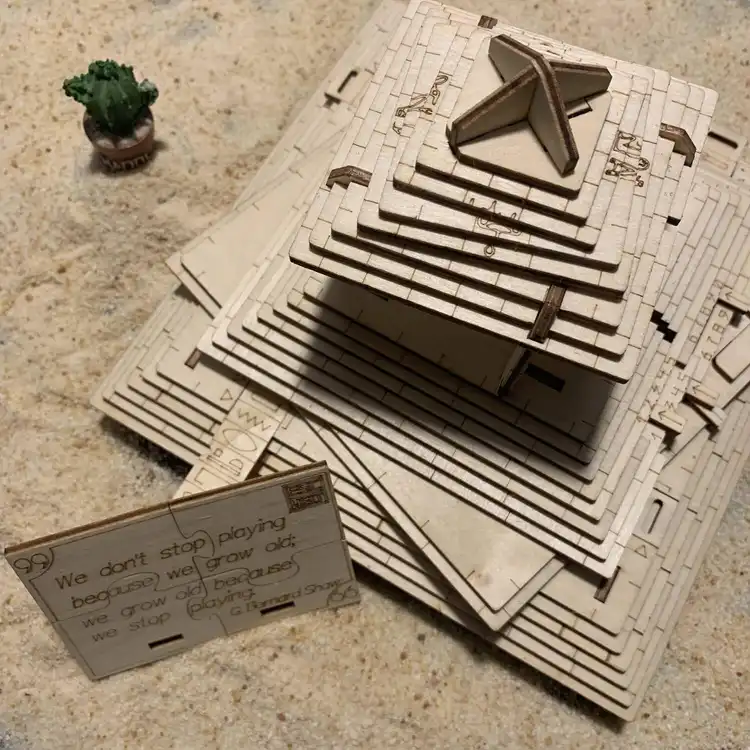 We don't stop playing
because we grow old;
we grow old because
we stop playing.
G. Bernard Shaw